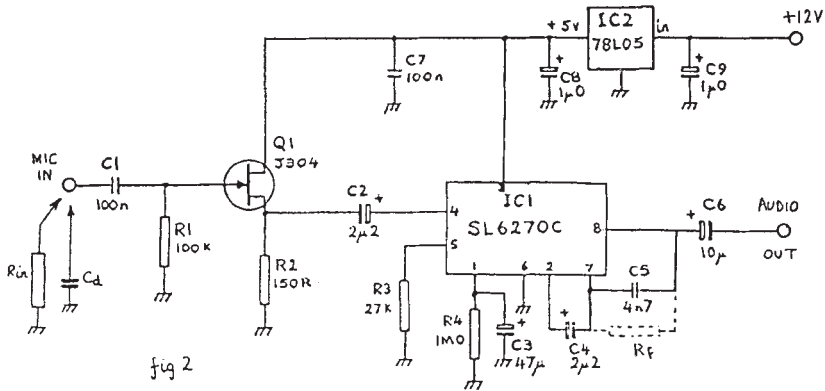 +12V
+5v
IC2
78L05
in
C7
100n
+
C8
1µ0
+
C9
1µ0
Q1
J304
MIC
IN
C1
100n
R1
100K
R2
150R
C2
+
2µ2
IC1
SL6270C
4
5
1
6
2
7
8
C6
+
10µ
AUDIO
OUT
Rin
Cd
R3
27K
R4
1M0
+
C3
47µ
+
C4
2µ2
C5
4n7
RF
fig 2